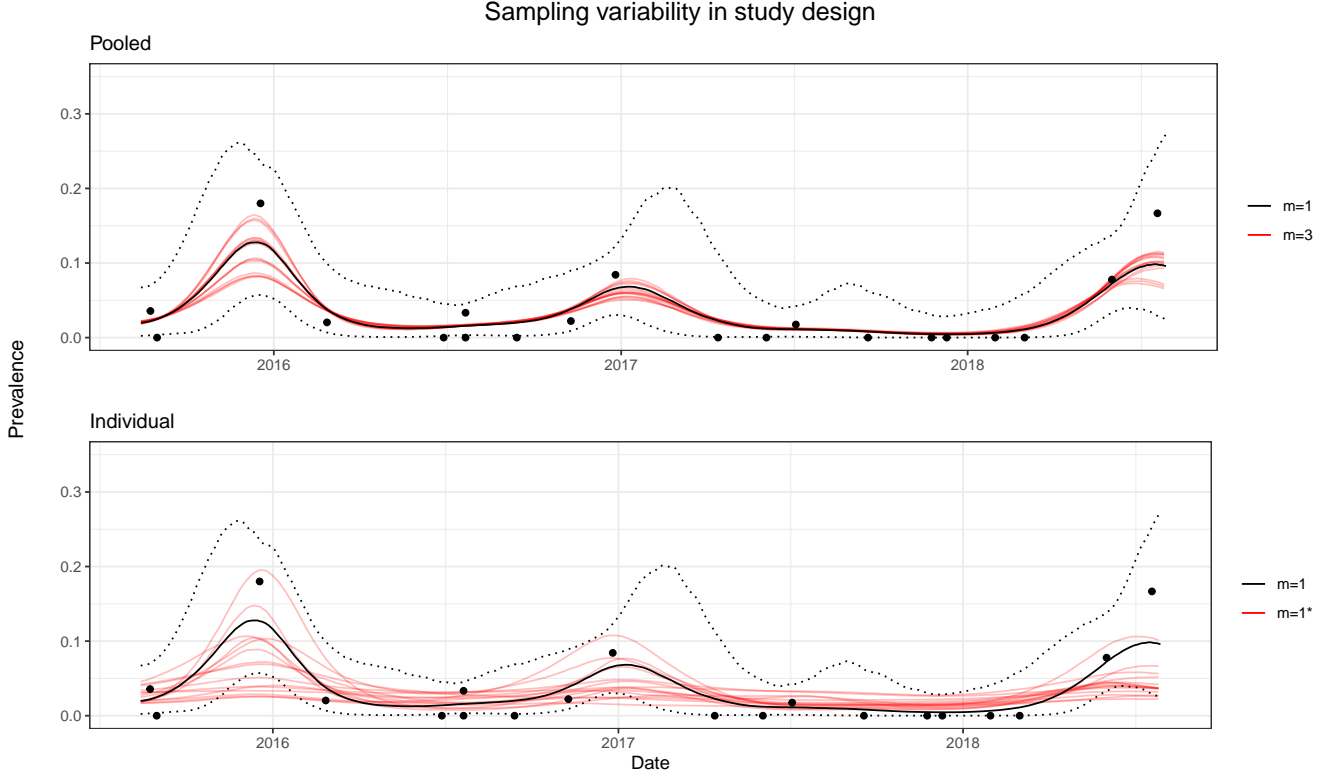 Sampling variability in study design
Pooled
0.3
0.2
0.1
0.0
2016 2017 2018
m=1
m=3
Prevalence
Individual
0.3
0.2
0.1
0.0
2016 2017 2018
Date
m=1
m=1*